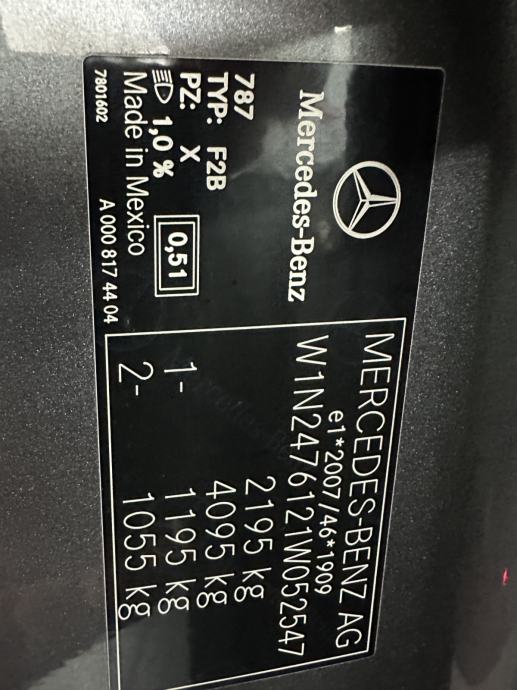 Mercedes-Benz
787
TYP: F2B
PZ: X
1,0 %
0,51
Made in Mexico
7801602
A 000 817 44 04
MERCEDES-BENZ AG
e1*2007/46*1909
W1N2476121W052547
2195 kg
4095 kg
1- 1195 kg
2- 1055 kg